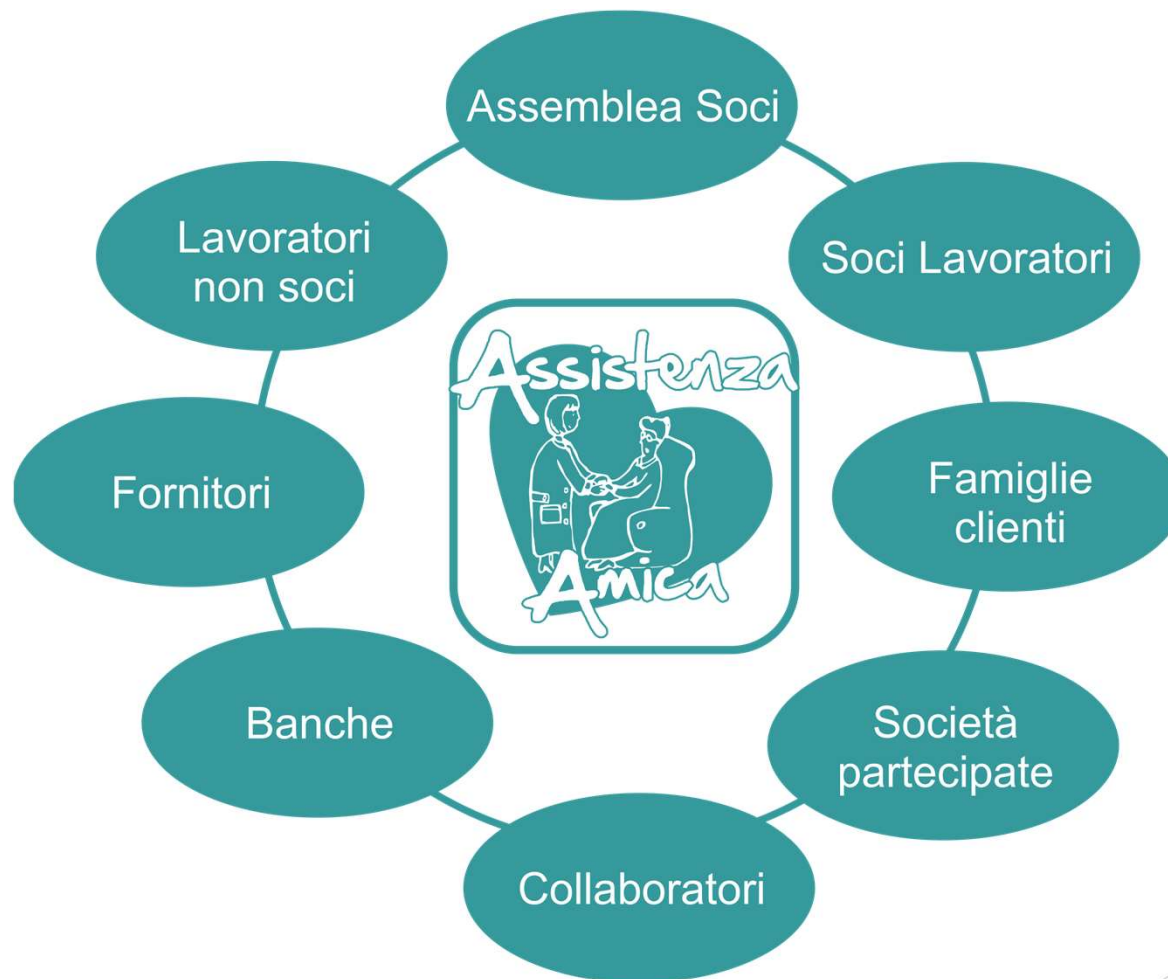 Assemblea Soci
Lavoratori
non soci
Soci Lavoratori
Assistenza
Amica
Fornitori
Famiglie
clienti
Banche
Società
partecipate
Collaboratori